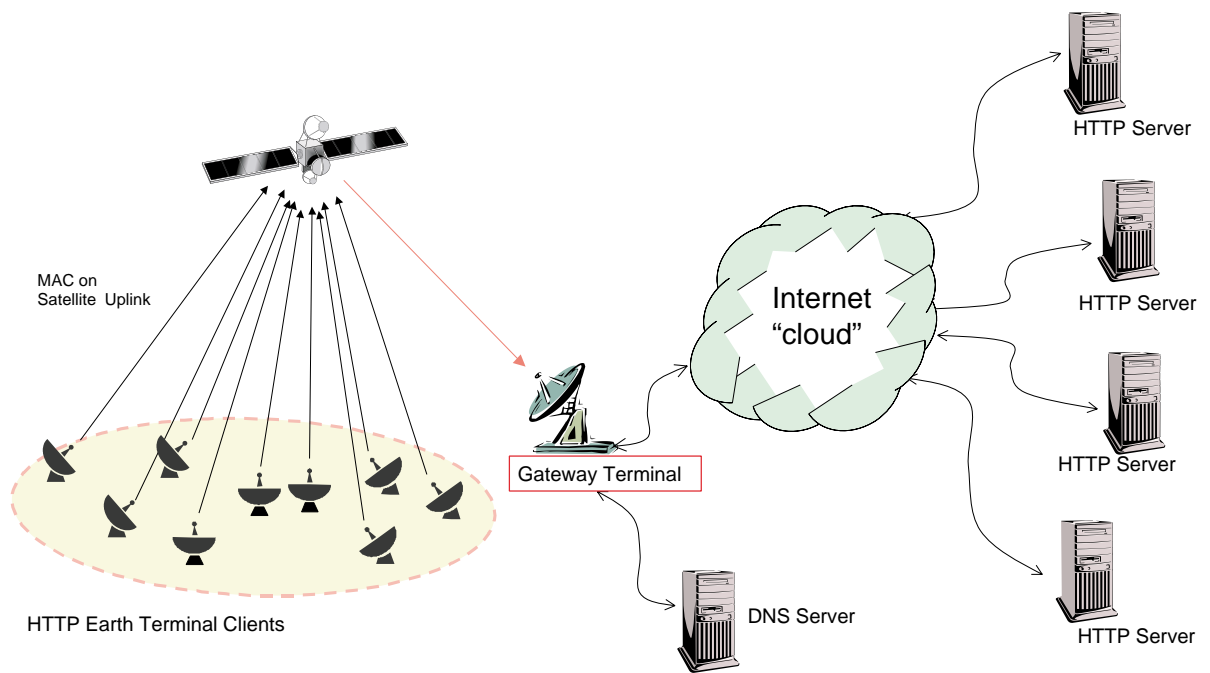 HTTP Server
HTTP Server
MAC on
Satellite Uplink
Internet
“cloud”
HTTP Server
Gateway Terminal
HTTP Earth Terminal Clients
DNS Server
HTTP Server